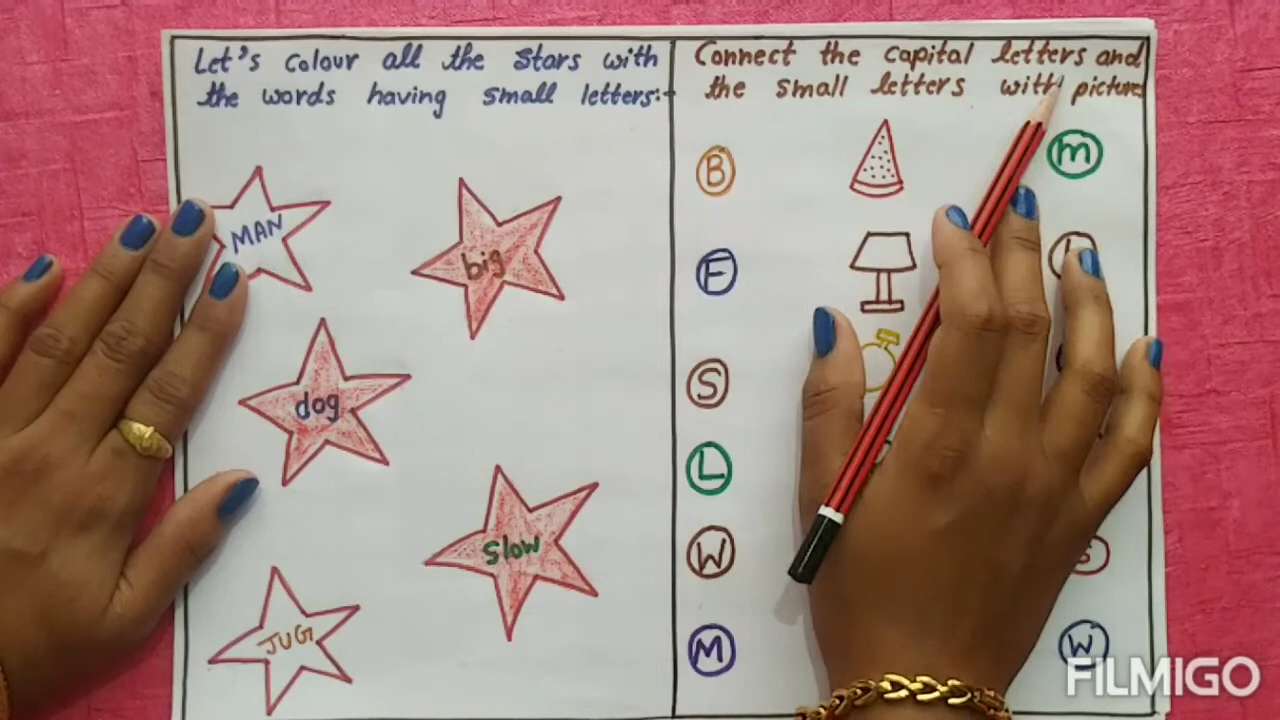 Let's colour all the stars with
the words having small letters:-
MAN
big
dog
slow
JUG
Connect the capital letters and
the small letters with pictures
B
m
F
S
L
W
s
M
w
FILMIGO